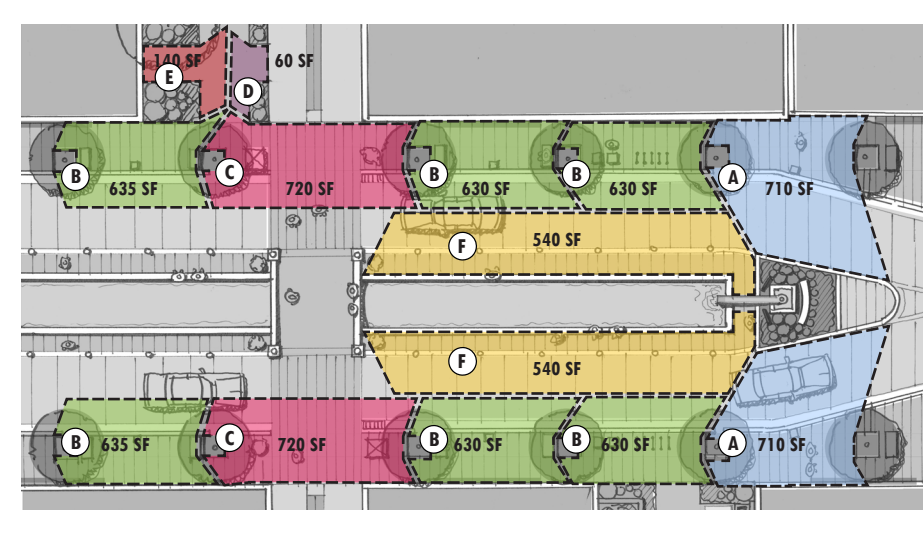 140 SF
60 SF
E
D
B
C
B
B
A
635 SF
720 SF
630 SF
630 SF
710 SF
F
540 SF
F
540 SF
B
C
B
B
A
635 SF
720 SF
630 SF
630 SF
710 SF